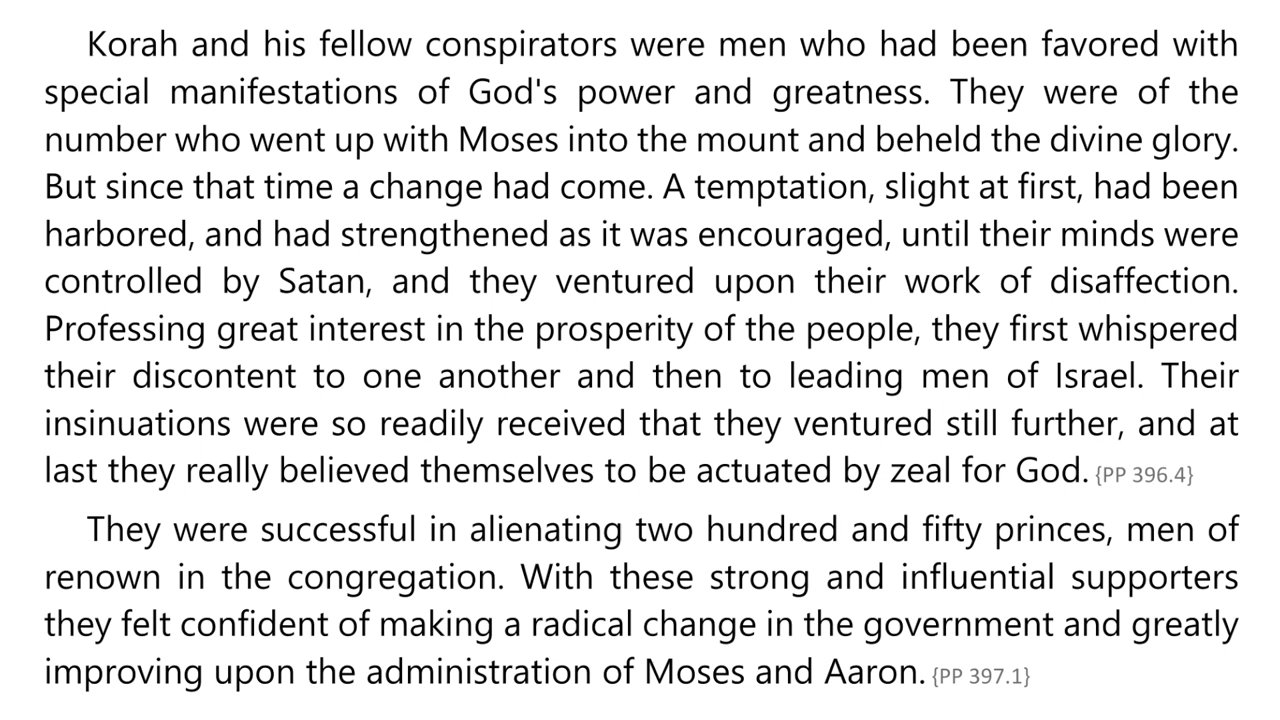 Korah and his fellow conspirators were men who had been favored with
special manifestations of God's power and greatness. They were of the
number who went up with Moses into the mount and beheld the divine glory.
But since that time a change had come. A temptation, slight at first, had been
harbored, and had strengthened as it was encouraged, until their minds were
controlled by Satan, and they ventured upon their work of disaffection.
Professing great interest in the prosperity of the people, they first whispered
their discontent to one another and then to leading men of Israel. Their
insinuations were so readily received that they ventured still further, and at
last they really believed themselves to be actuated by zeal for God. {PP 396.4}
They were successful in alienating two hundred and fifty princes, men of
renown in the congregation. With these strong and influential supporters
they felt confident of making a radical change in the government and greatly
improving upon the administration of Moses and Aaron. {PP 397.1}